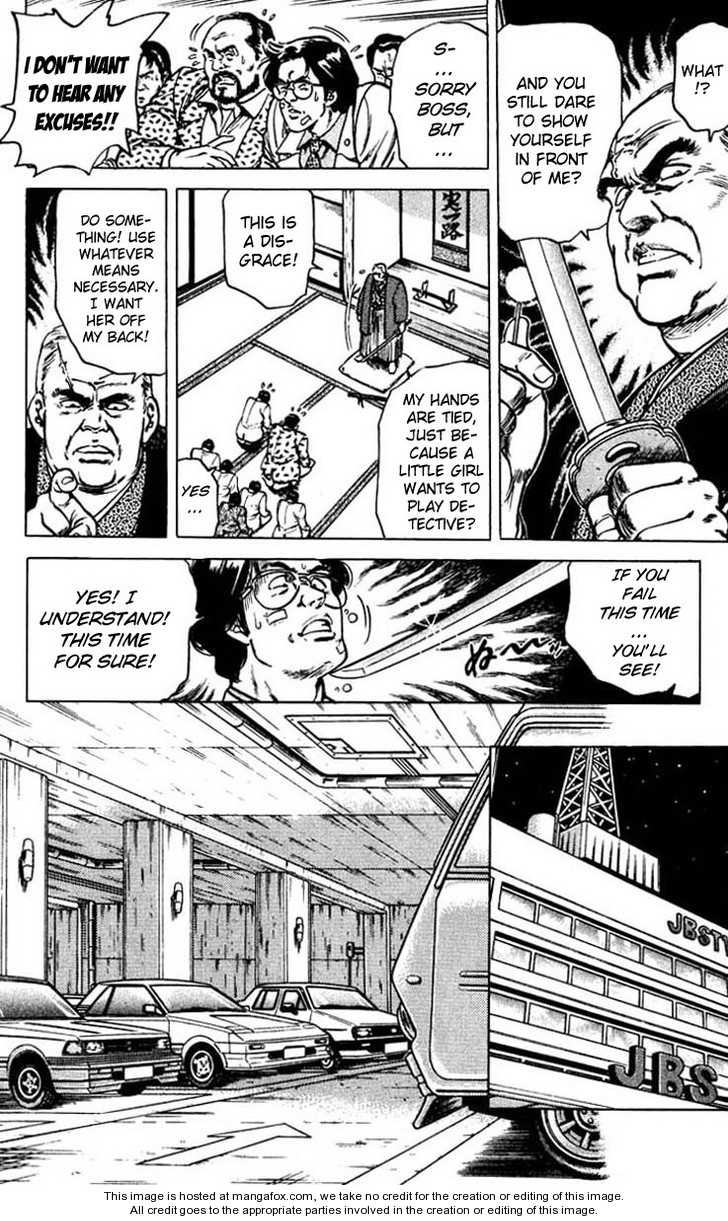 WHAT
!?
AND YOU
STILL DARE
TO SHOW
YOURSELF
IN FRONT
OF ME?
S-
...
SORRY
BOSS,
BUT
...
I DON'T WANT
TO HEAR ANY
EXCUSES!!
THIS IS
A DIS-
GRACE!
MY HANDS
ARE TIED,
JUST BE-
CAUSE A
LITTLE GIRL
WANTS TO
PLAY DE-
TECTIVE?
YES
...
DO SOME-
THING! USE
WHATEVER
MEANS
NECESSARY.
I WANT
HER OFF
MY BACK!
IF YOU
FAIL
THIS TIME
...
YOU'LL
SEE!
ぬ〜〜
YES! I
UNDERSTAND!
THIS TIME
FOR SURE!
JBSTV
JBS
This image is hosted at mangafox.com, we take no credit for the creation or editing of this image.
All credit goes to the appropriate parties involved in the creation or editing of this image.